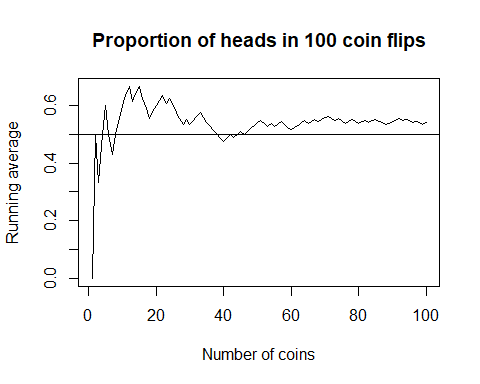 Proportion of heads in 100 coin flips
Running average
0.6
0.4
0.2
0.0
0 20 40 60 80 100
Number of coins